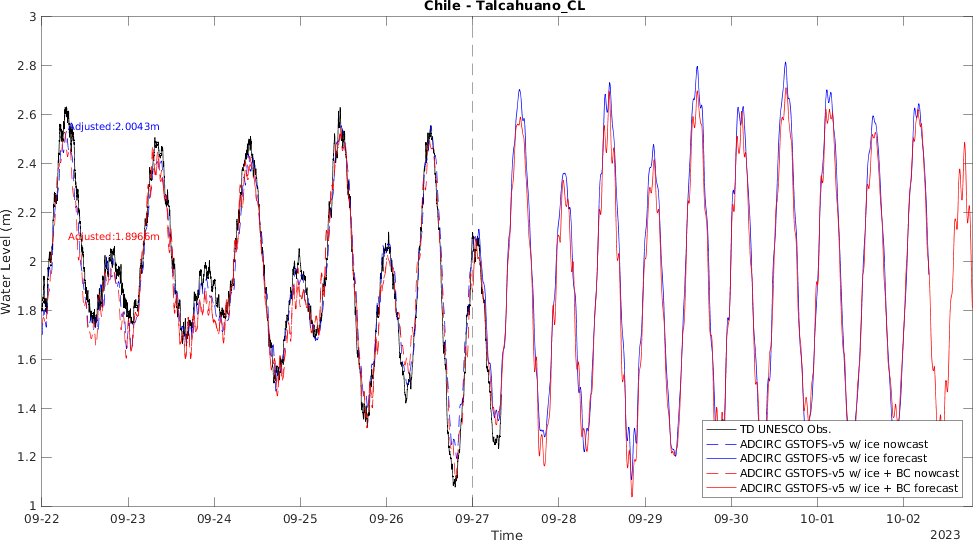 Chile - Talcahuano_CL
3
2.8
2.6
2.4
2.2
2
1.8
1.6
1.4
1.2
1
Water Level (m)
Adjusted:2.0043m
Adjusted:1.8966m
TD UNESCO Obs.
ADCIRC GSTOFS-v5 w/ ice nowcast
ADCIRC GSTOFS-v5 w/ ice forecast
ADCIRC GSTOFS-v5 w/ ice + BC nowcast
ADCIRC GSTOFS-v5 w/ ice + BC forecast
09-22 09-23 09-24 09-25 09-26 09-27 09-28 09-29 09-30 10-01 10-02
Time
2023